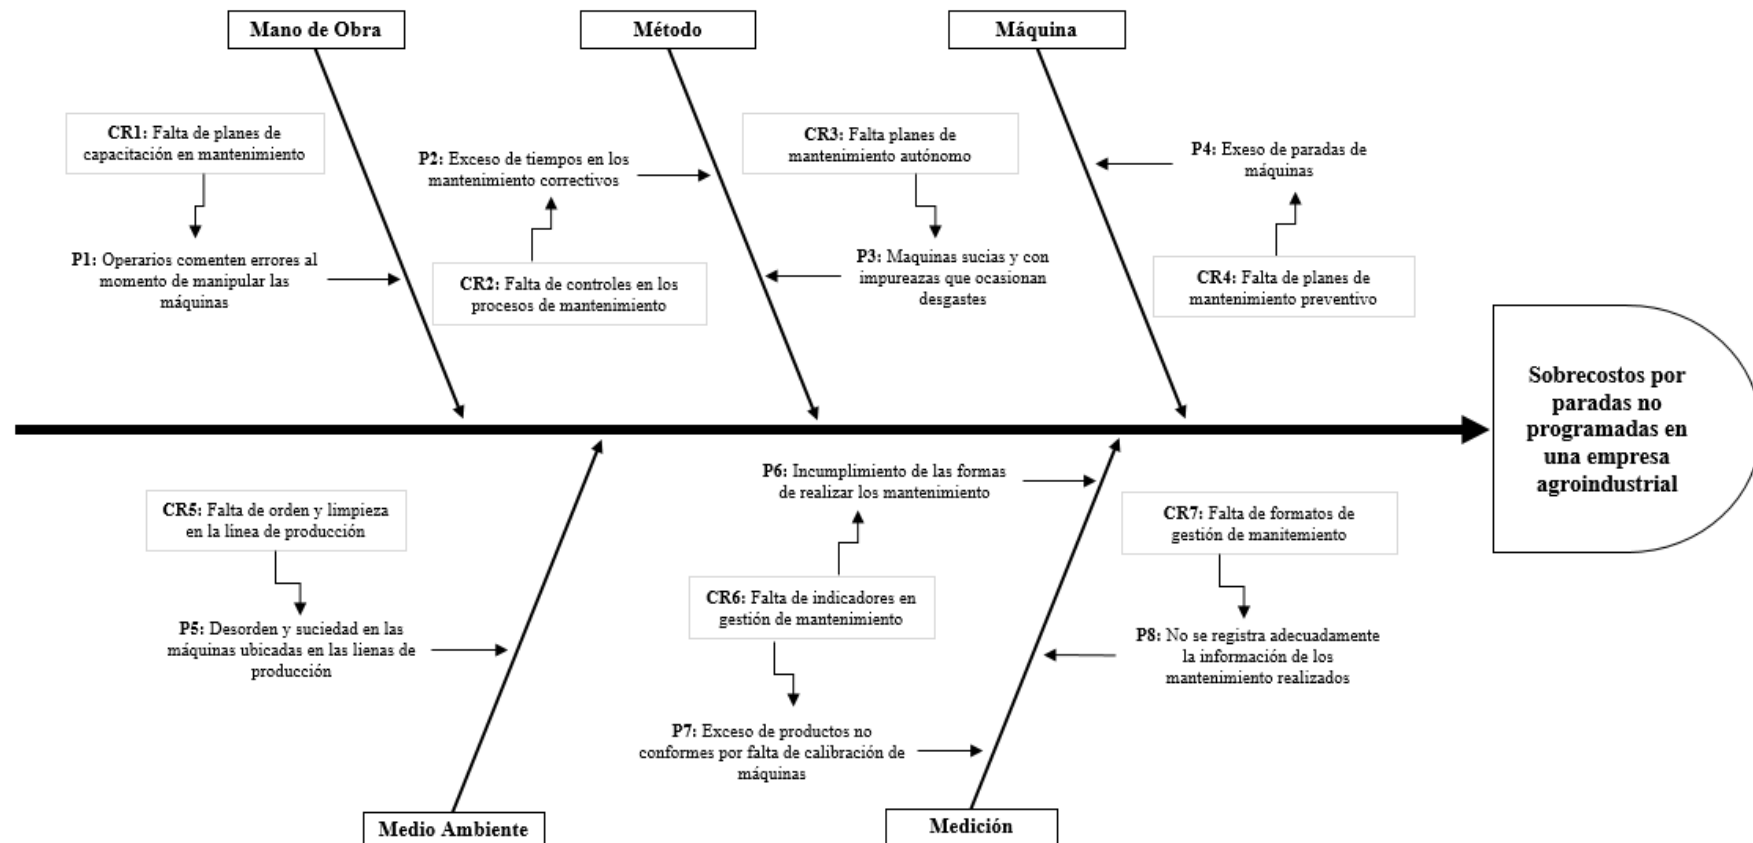 Mano de Obra
Método
Máquina
CR1: Falta de planes de
capacitación en mantenimiento
P1: Operarios comenten errores al
momento de manipular las
máquinas
P2: Exceso de tiempos en los
mantenimiento correctivos
CR2: Falta de controles en los
procesos de mantenimiento
CR3: Falta planes de
mantenimiento autónomo
P3: Maquinas sucias y con
impureazas que ocasionan
desgastes
P4: Exeso de paradas de
máquinas
CR4: Falta de planes de
mantenimiento preventivo
Sobrecostos por
paradas no
programadas en
una empresa
agroindustrial
CR5: Falta de orden y limpieza
en la línea de producción
P5: Desorden y suciedad en las
máquinas ubicadas en las lienas de
producción
P6: Incumplimiento de las formas
de realizar los mantenimiento
CR6: Falta de indicadores en
gestión de mantenimiento
P7: Exceso de productos no
conformes por falta de calibración de
máquinas
CR7: Falta de formatos de
gestión de manitemiento
P8: No se registra adecuadamente
la información de los
mantenimiento realizados
Medio Ambiente
Medición